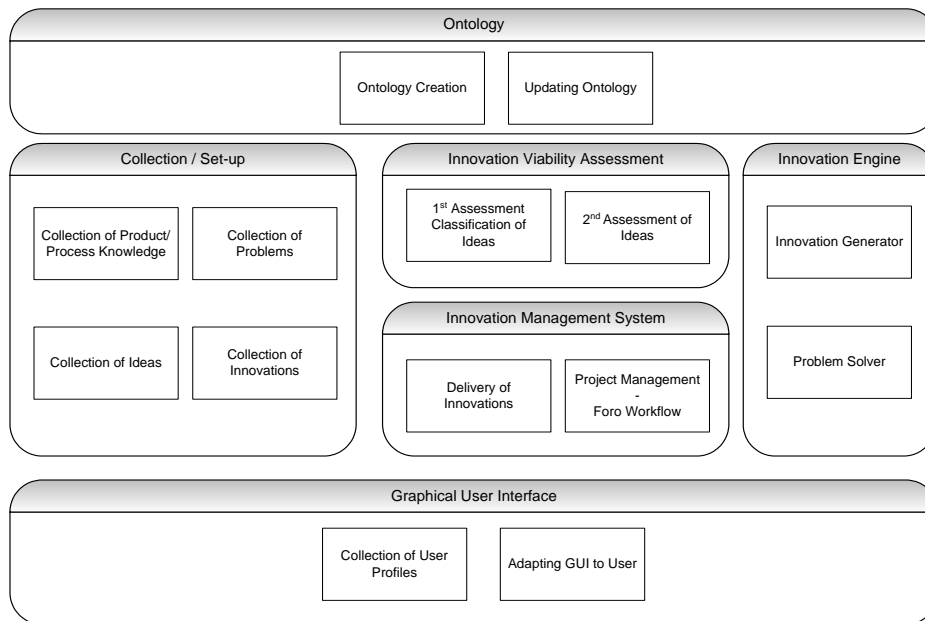 Ontology
Ontology Creation
Updating Ontology
Collection / Set-up
Collection of Product/
Process Knowledge
Collection of
Problems
Collection of Ideas
Collection of
Innovations
Innovation Viability Assessment
1st Assessment
Classification of
Ideas
2nd Assessment of
Ideas
Innovation Management System
Delivery of
Innovations
Project Management
-
Foro Workflow
Innovation Engine
Innovation Generator
Problem Solver
Graphical User Interface
Collection of User
Profiles
Adapting GUI to User